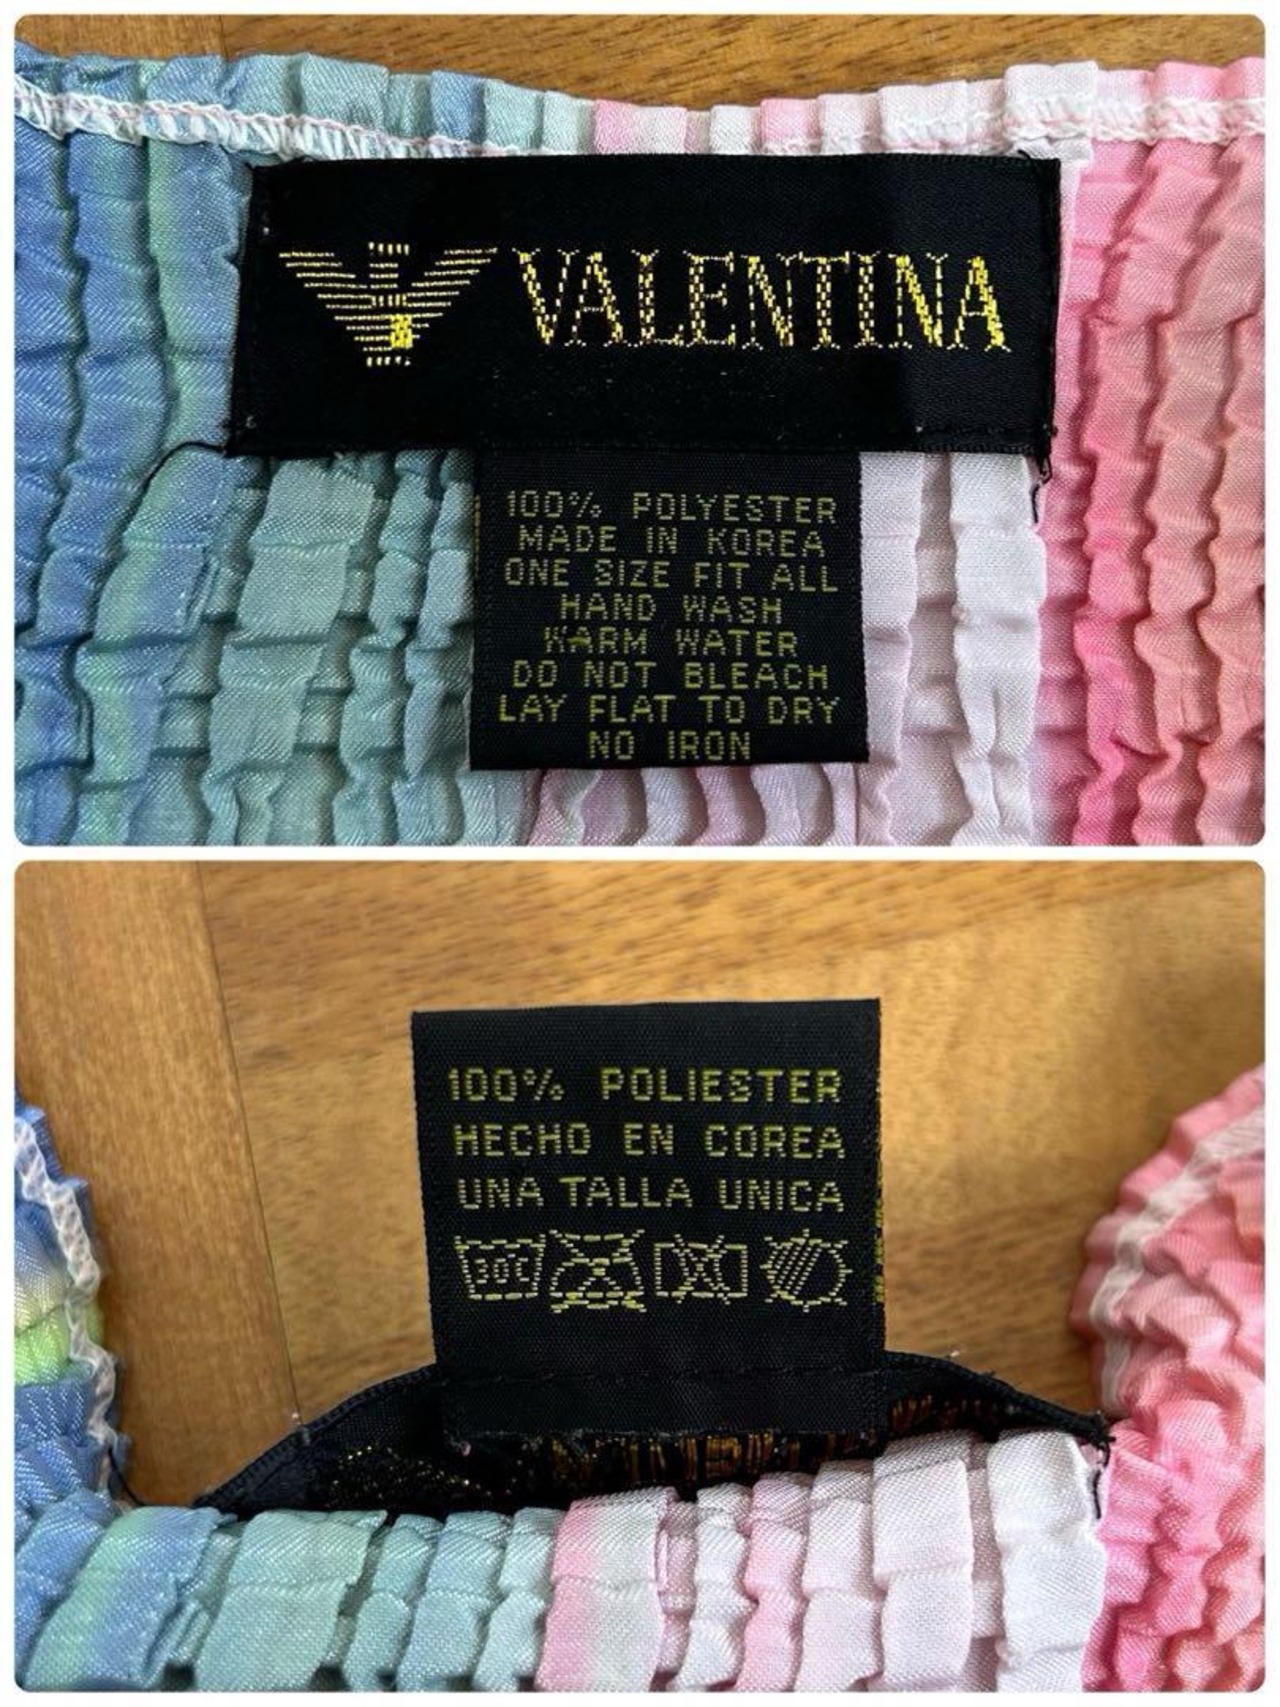 VALENTINA
100% POLYESTER
MADE IN KOREA
ONE SIZE FIT ALL
HAND WASH
WARM WATER
DO NOT BLEACH
LAY FLAT TO DRY
NO IRON
100% POLIESTER
HECHO EN COREA
UNA TALLA UNICA
30C